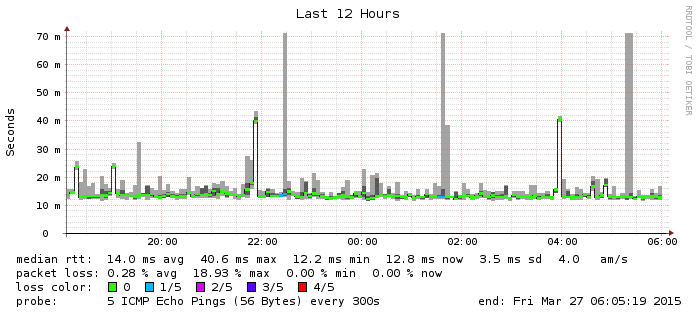 Last 12 Hours
RRDTOOL / TOBI OETIKER
Seconds
70 m
60 m
50 m
40 m
30 m
20 m
10 m
0
20:00 22:00 00:00 02:00 04:00 06:00
median rtt: 14.0 ms avg 40.6 ms max 12.2 ms min 12.8 ms now 3.5 ms sd 4.0 am/s
packet loss: 0.28 % avg 18.93 % max 0.00 % min 0.00 % now
loss color: 0 1/5 2/5 3/5 4/5
probe: 5 ICMP Echo Pings (56 Bytes) every 300s end: Fri Mar 27 06:05:19 2015